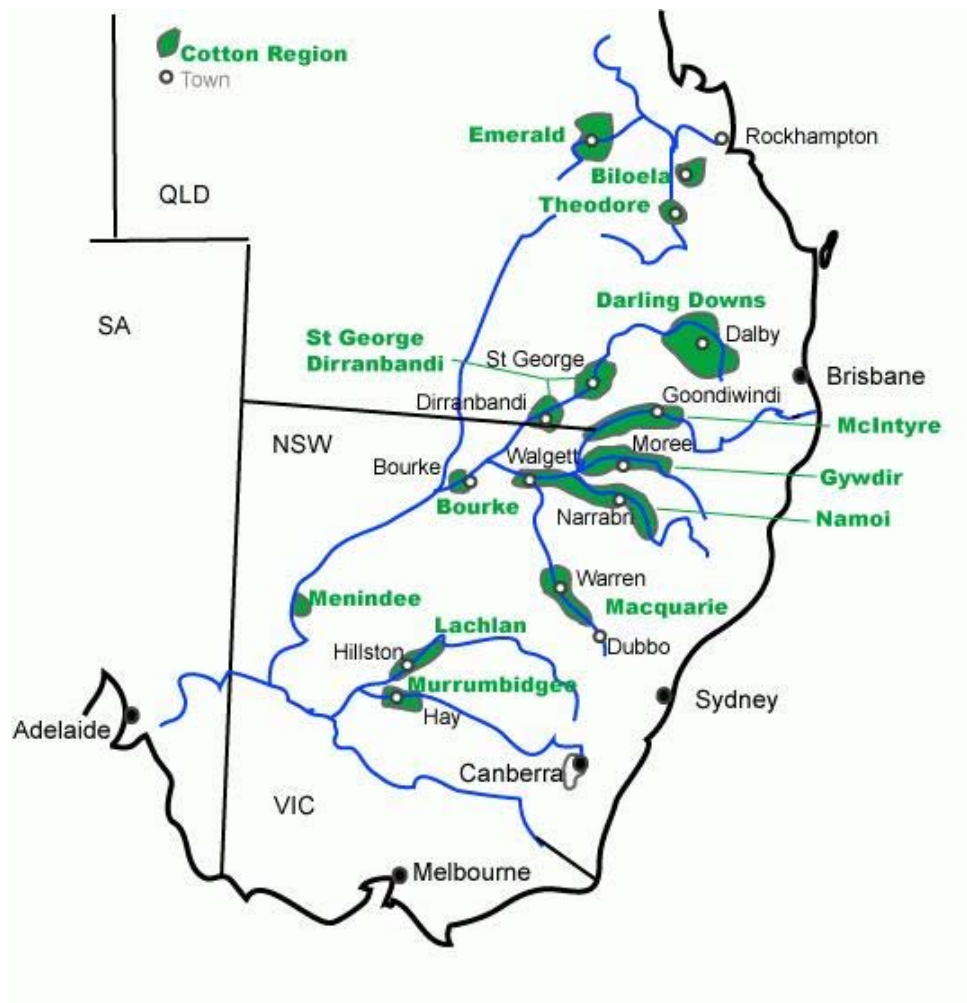 Cotton Region
Town
QLD
SA
NSW
VIC
Emerald
Rockhampton
Biloela
Theodore
Darling Downs
Dalby
St George
Dirranbandi
St George
Dirranbandi
Brisbane
Goondiwindi
McIntyre
Moree
Gywdir
Walgett
Bourke
Bourke
Narrabri
Namoi
Warren
Macquarie
Dubbo
Menindee
Lachlan
Hillston
Murrumbidgee
Hay
Sydney
Adelaide
Canberra
Melbourne